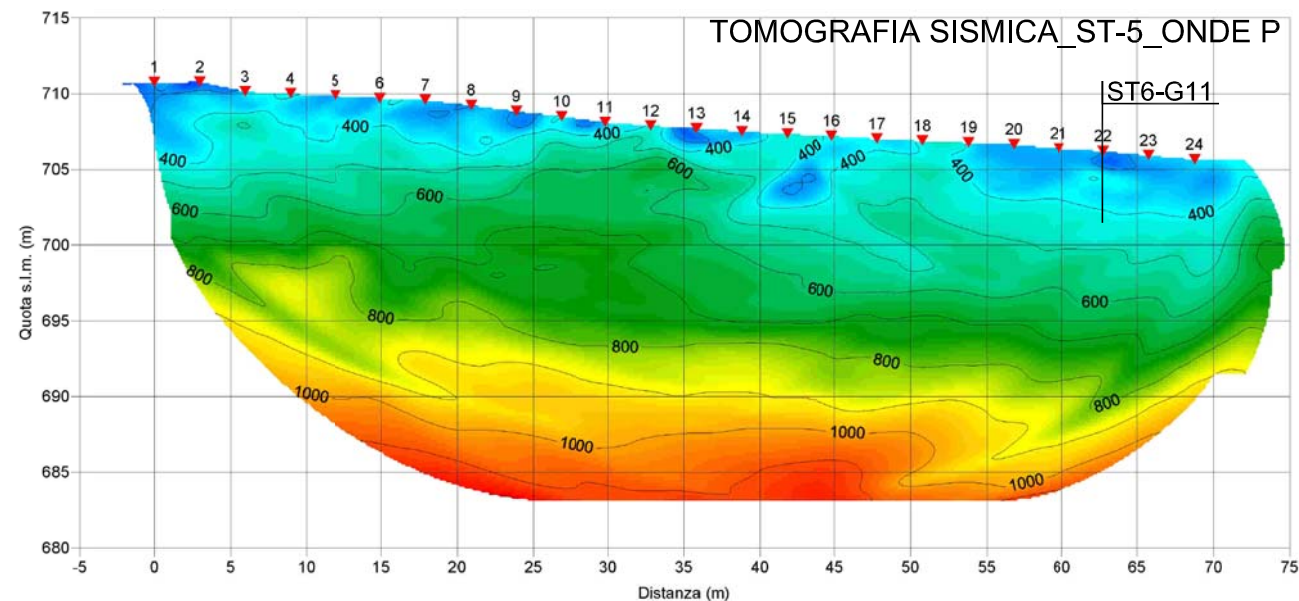 TOMOGRAFIA SISMICA_ST-5_ONDE P
ST6-G11
1 2 3 4 5 6 7 8 9 10 11 12 13 14 15 16 17 18 19 20 21 22 23 24
715
710
705
700
695
690
685
680
Quota s.l.m. (m)
400 400 400 400 400 400
400 600 400 400
600 600
800 600 600
800 800 800 800
1000 1000 1000 1000
-5 0 5 10 15 20 25 30 35 40 45 50 55 60 65 70 75
Distanza (m)